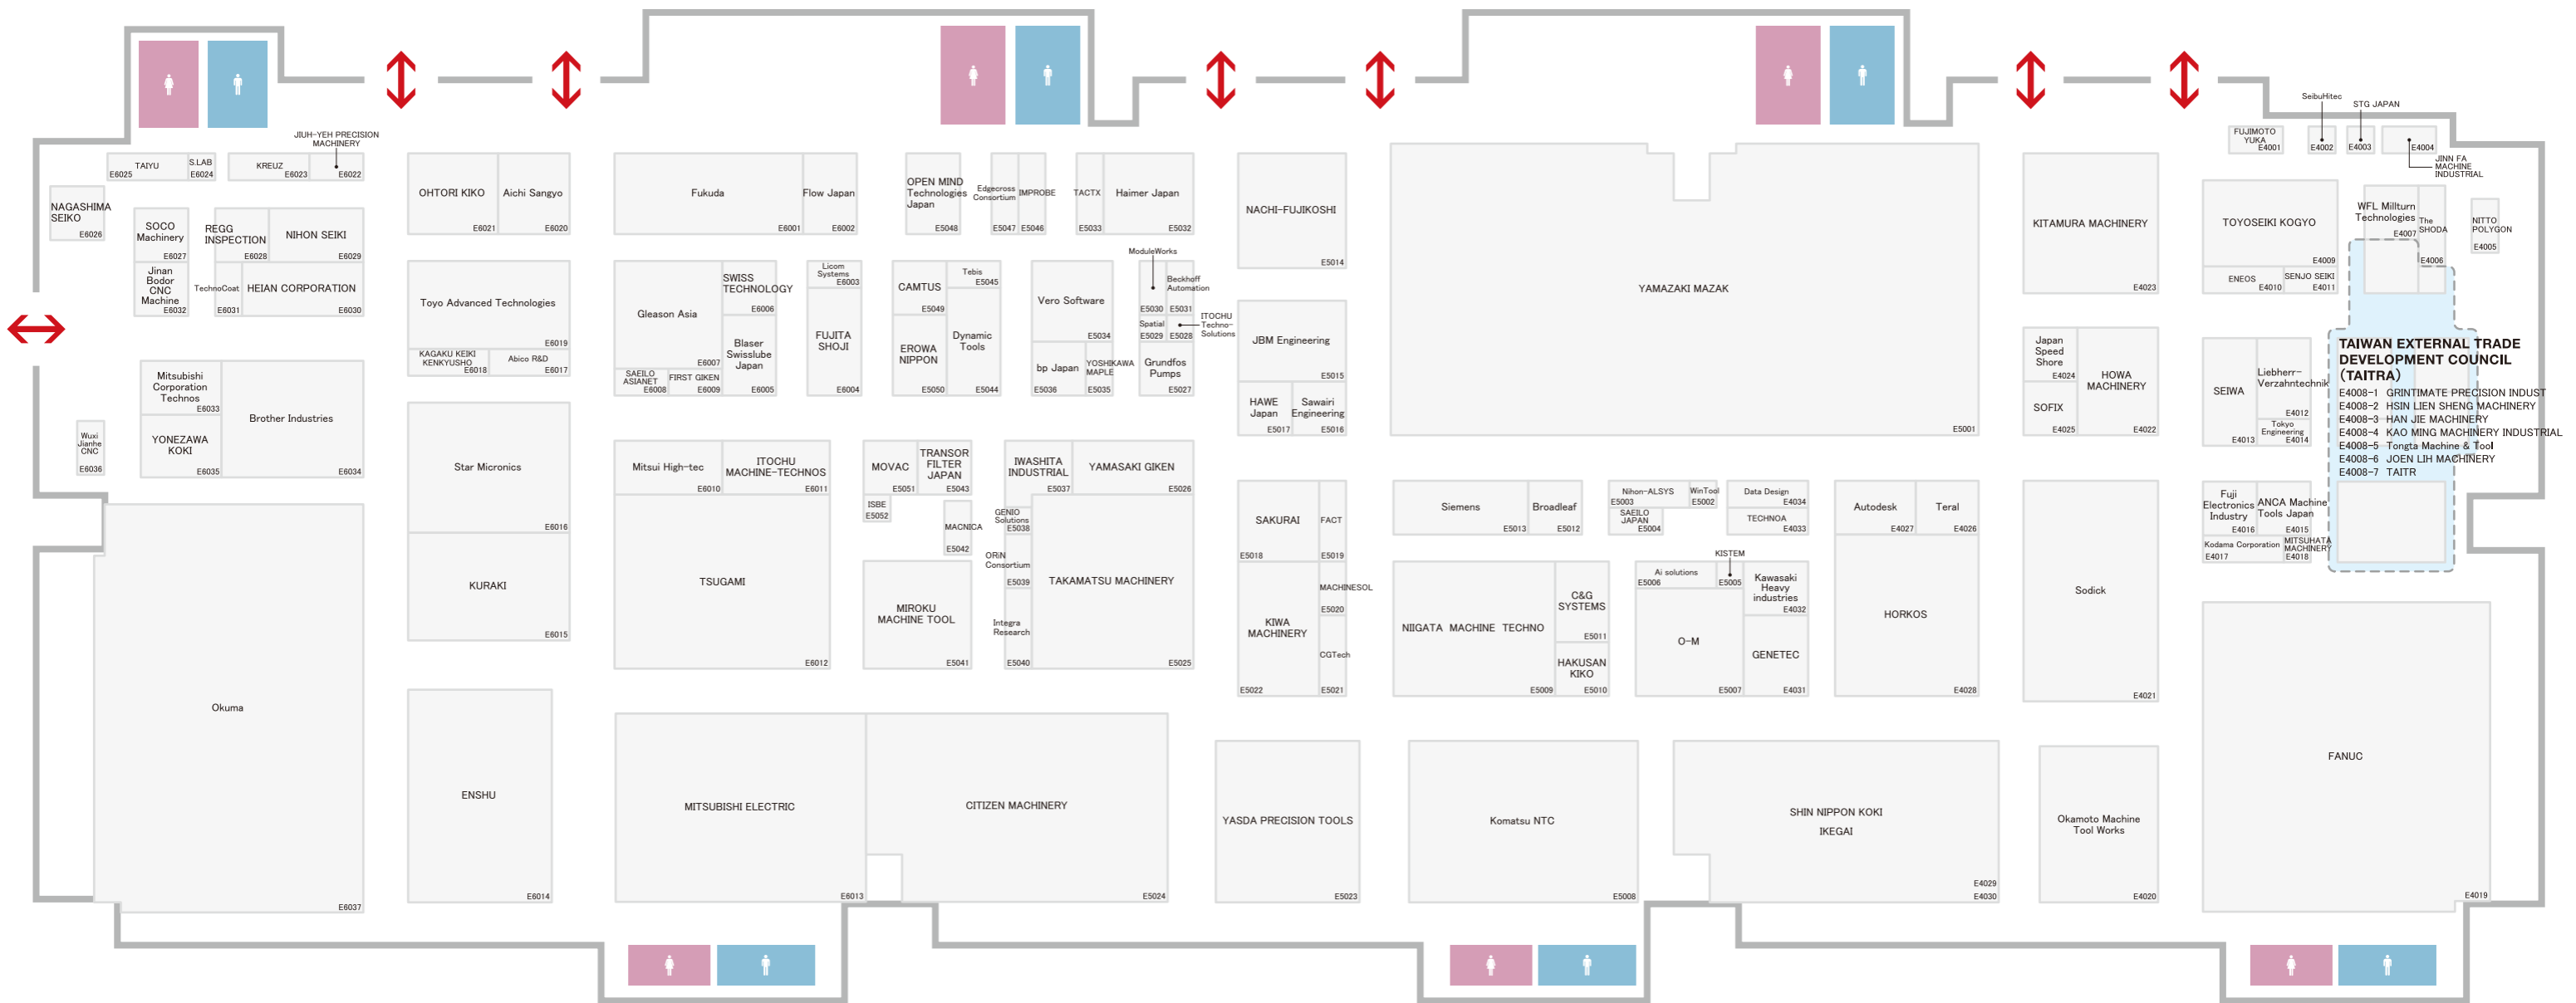 JIUH-YEH PRECISION
MACHINERY
TAIYU
E6025
S.LAB
E6024
KREUZ
E6023
E6022
NAGASHIMA
SEIKO
E6026
SOCO
Machinery
E6027
REGG
INSPECTION
E6028
NIHON SEIKI
E6029
Jinan
Bodor
CNC
Machine
E6032
TechnoCoat
E6031
HEIAN CORPORATION
E6030
Mitsubishi
Corporation
Technos
E6033
YONEZAWA
KOKI
E6035
Brother Industries
E6034
Wuxi
Jianhe
CNC
E6036
Okuma
E6037
OHTORI KIKO
E6021
Aichi Sangyo
E6020
Toyo Advanced Technologies
E6019
KAGAKU KEIKI
KENKYUSHO
E6018
Abico R&D
E6017
Star Micronics
E6016
KURAKI
E6015
ENSHU
E6014
Fukuda
E6001
Flow Japan
E6002
Gleason Asia
E6007
SWISS
TECHNOLOGY
E6006
Blaser
Swisslube
Japan
E6005
SAEILO
ASIANET
E6008
FIRST GIKEN
E6009
Licom
Systems
E6003
FUJITA
SHOJI
E6004
Mitsui High-tec
E6010
ITOCHU
MACHINE-TECHNOS
E6011
TSUGAMI
E6012
MITSUBISHI ELECTRIC
E6013
CITIZEN MACHINERY
E5024
OPEN MIND
Technologies
Japan
E5048
Edgecross
Consortium
E5047
IMPROBE
E5046
TACTX
E5033
Haimer Japan
E5032
CAMTUS
E5049
Tebis
E5045
EROWA
NIPPON
E5050
Dynamic
Tools
E5044
Vero Software
E5034
bp Japan
E5036
YOSHIKAWA
MAPLE
E5035
ModuleWorks
E5030
Beckhoff
Automation
E5031
Spatial
E5029
E5028
ITOCHU
Techno-
Solutions
Grundfos
Pumps
E5027
MOVAC
E5051
TRANSOR
FILTER
JAPAN
E5043
ISBE
E5052
MACNICA
E5042
MIROKU
MACHINE TOOL
E5041
IWASHITA
INDUSTRIAL
E5037
YAMASAKI GIKEN
E5026
GENIO
Solutions
E5038
ORiN
Consortium
E5039
Integra
Research
E5040
TAKAMATSU MACHINERY
E5025
NACHI-FUJIKOSHI
E5014
JBM Engineering
E5015
HAWE
Japan
E5017
Sawairi
Engineering
E5016
SAKURAI
E5018
FACT
E5019
KIWA
MACHINERY
E5022
MACHINESOL
E5020
CGTech
E5021
YASDA PRECISION TOOLS
E5023
YAMAZAKI MAZAK
E5001
Siemens
E5013
Broadleaf
E5012
Nihon-ALSYS
E5003
WinTool
E5002
SAEILO
JAPAN
E5004
Data Design
E4034
TECHNOA
E4033
NIIGATA MACHINE TECHNO
E5009
C&G
SYSTEMS
E5011
HAKUSAN
KIKO
E5010
KISTEM
Ai solutions
E5006
E5005
Kawasaki
Heavy
industries
E4032
O-M
E5007
GENETEC
E4031
Autodesk
E4027
Teral
E4026
HORKOS
E4028
Komatsu NTC
E5008
SHIN NIPPON KOKI
IKEGAI
E4029
E4030
KITAMURA MACHINERY
E4023
Japan
Speed
Shore
E4024
SOFIX
E4025
HOWA
MACHINERY
E4022
Sodick
E4021
Okamoto Machine
Tool Works
E4020
FUJIMOTO
YUKA
E4001
SeibuHitec
E4002
STG JAPAN
E4003
E4004
JINN FA
MACHINE
INDUSTRIAL
TOYOSEIKI KOGYO
E4009
ENEOS
E4010
SENJO SEIKI
E4011
WFL Millturn
Technologies
E4007
The
SHODA
E4006
NITTO
POLYGON
E4005
SEIWA
E4013
Liebherr-
Verzahntechnik
E4012
Tokyo
Engineering
E4014
TAIWAN EXTERNAL TRADE
DEVELOPMENT COUNCIL
(TAITRA)
E4008-1 GRINTIMATE PRECISION INDUST
E4008-2 HSIN LIEN SHENG MACHINERY
E4008-3 HAN JIE MACHINERY
E4008-4 KAO MING MACHINERY INDUSTRIAL
E4008-5 Tongta Machine & Tool
E4008-6 JOEN LIH MACHINERY
E4008-7 TAITR
Fuji
Electronics
Industry
E4016
ANCA Machine
Tools Japan
E4015
Kodama Corporation
E4017
MITSUHATA
MACHINERY
E4018
FANUC
E4019